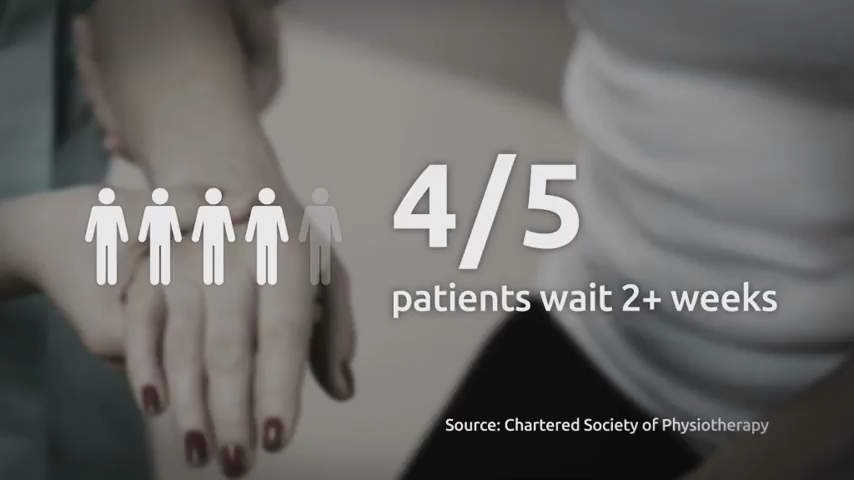 4/5
patients wait 2+ weeks
Source: Chartered Society of Physiotherapy